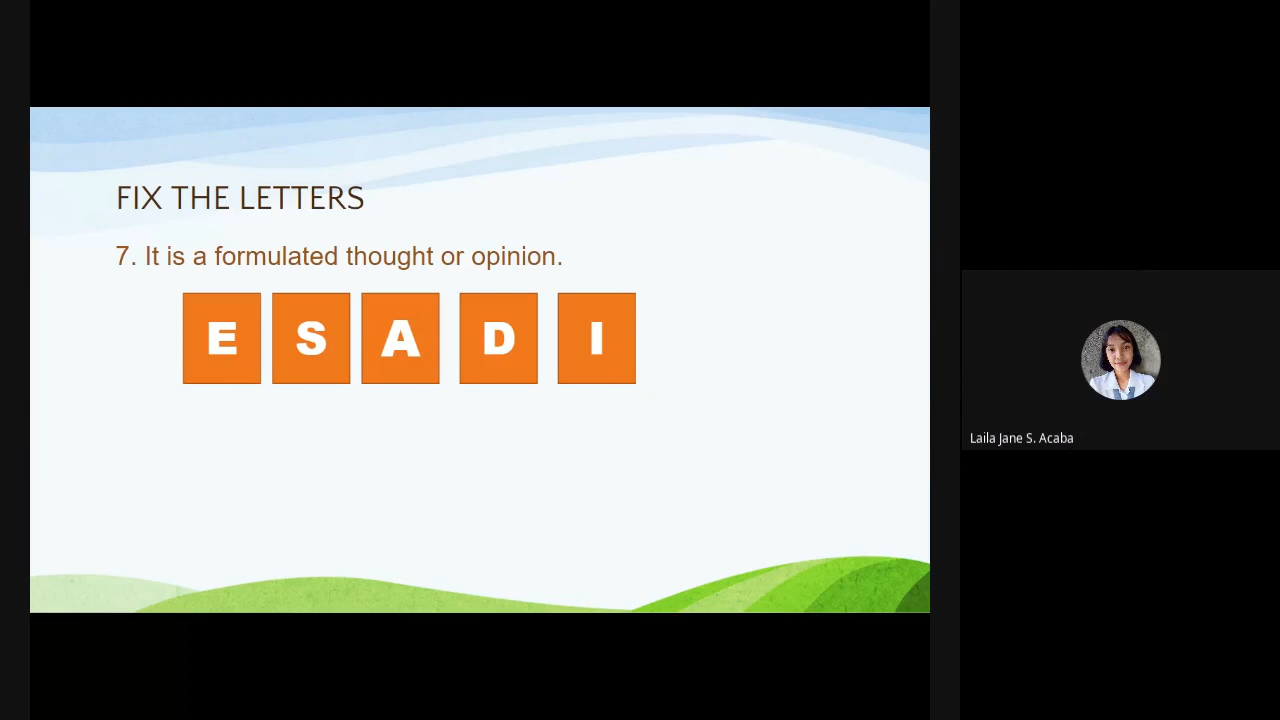 FIX THE LETTERS
7. It is a formulated thought or opinion.
E S A D I
Laila Jane S. Acaba